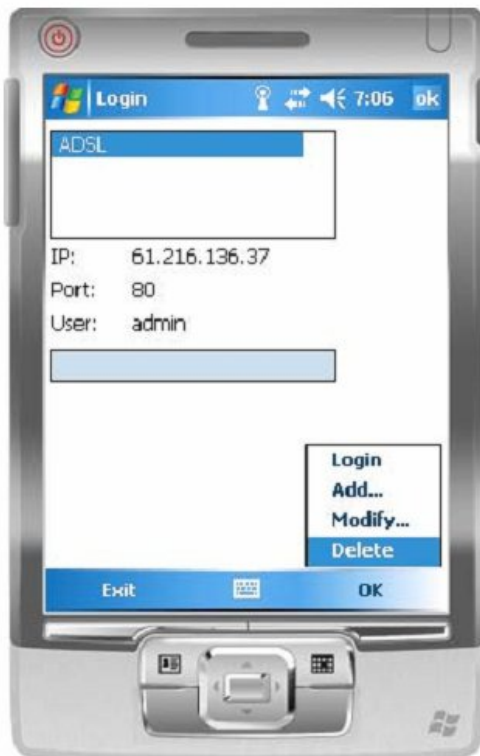 Login 7:06 ok
ADSL
IP: 61.216.136.37
Port: 80
User: admin
Login
Add...
Modify...
Delete
Exit OK